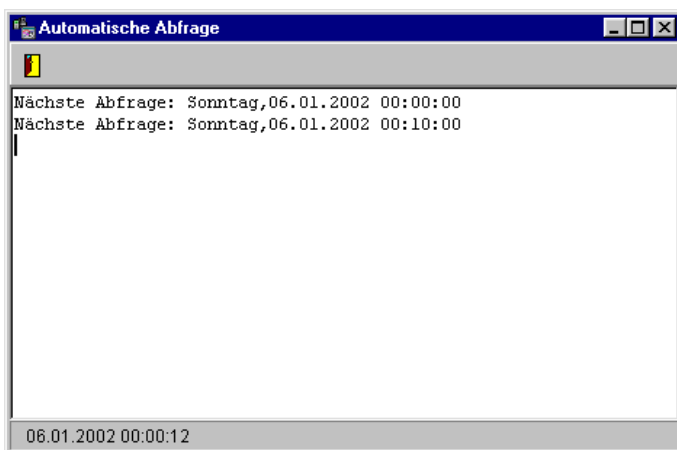 Automatische Abfrage
Nächste Abfrage: Sonntag,06.01.2002 00:00:00
Nächste Abfrage: Sonntag,06.01.2002 00:10:00
06.01.2002 00:00:12